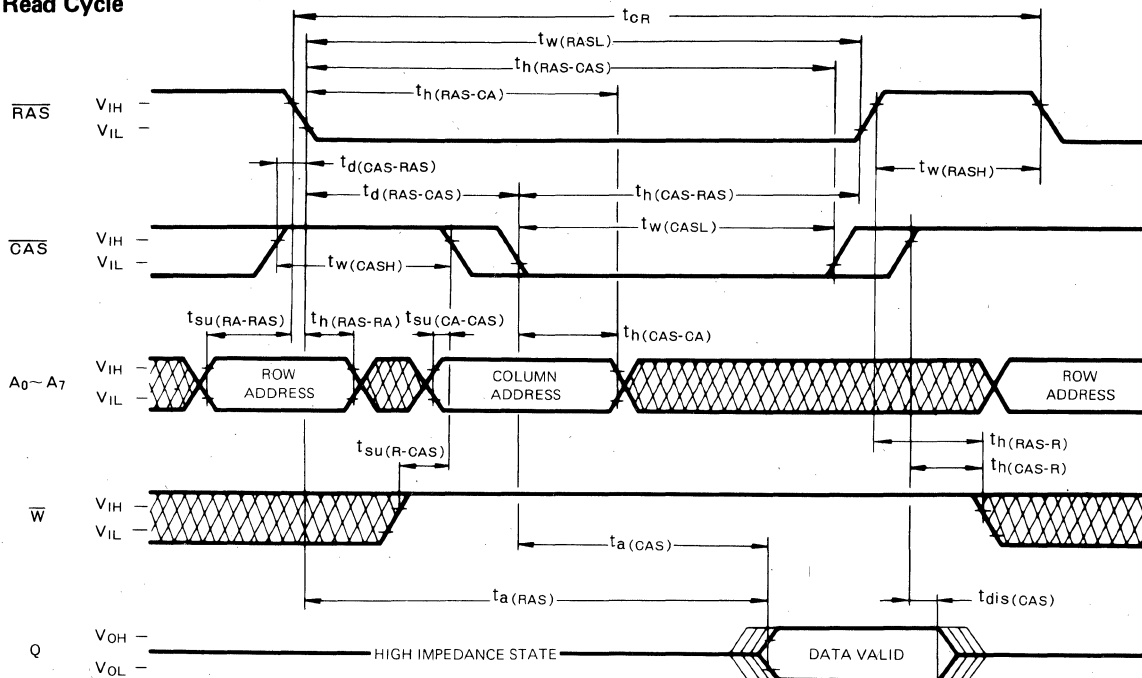 Read Cycle
tCR
tw(RASL)
th(RAS-CAS)
th(RAS-CA)
RAS
VIH
VIL
td(CAS-RAS)
tw(RASH)
td(RAS-CAS)
th(CAS-RAS)
tw(CASL)
CAS
VIH
VIL
tw(CASH)
tsu(RA-RAS)
th(RAS-RA)
tsu(CA-CAS)
th(CAS-CA)
A0~A7
VIH
VIL
ROW
ADDRESS
COLUMN
ADDRESS
ROW
ADDRESS
tsu(R-CAS)
th(RAS-R)
th(CAS-R)
W
VIH
VIL
ta(CAS)
ta(RAS)
tdis(CAS)
Q
VOH
VOL
HIGH IMPEDANCE STATE
DATA VALID